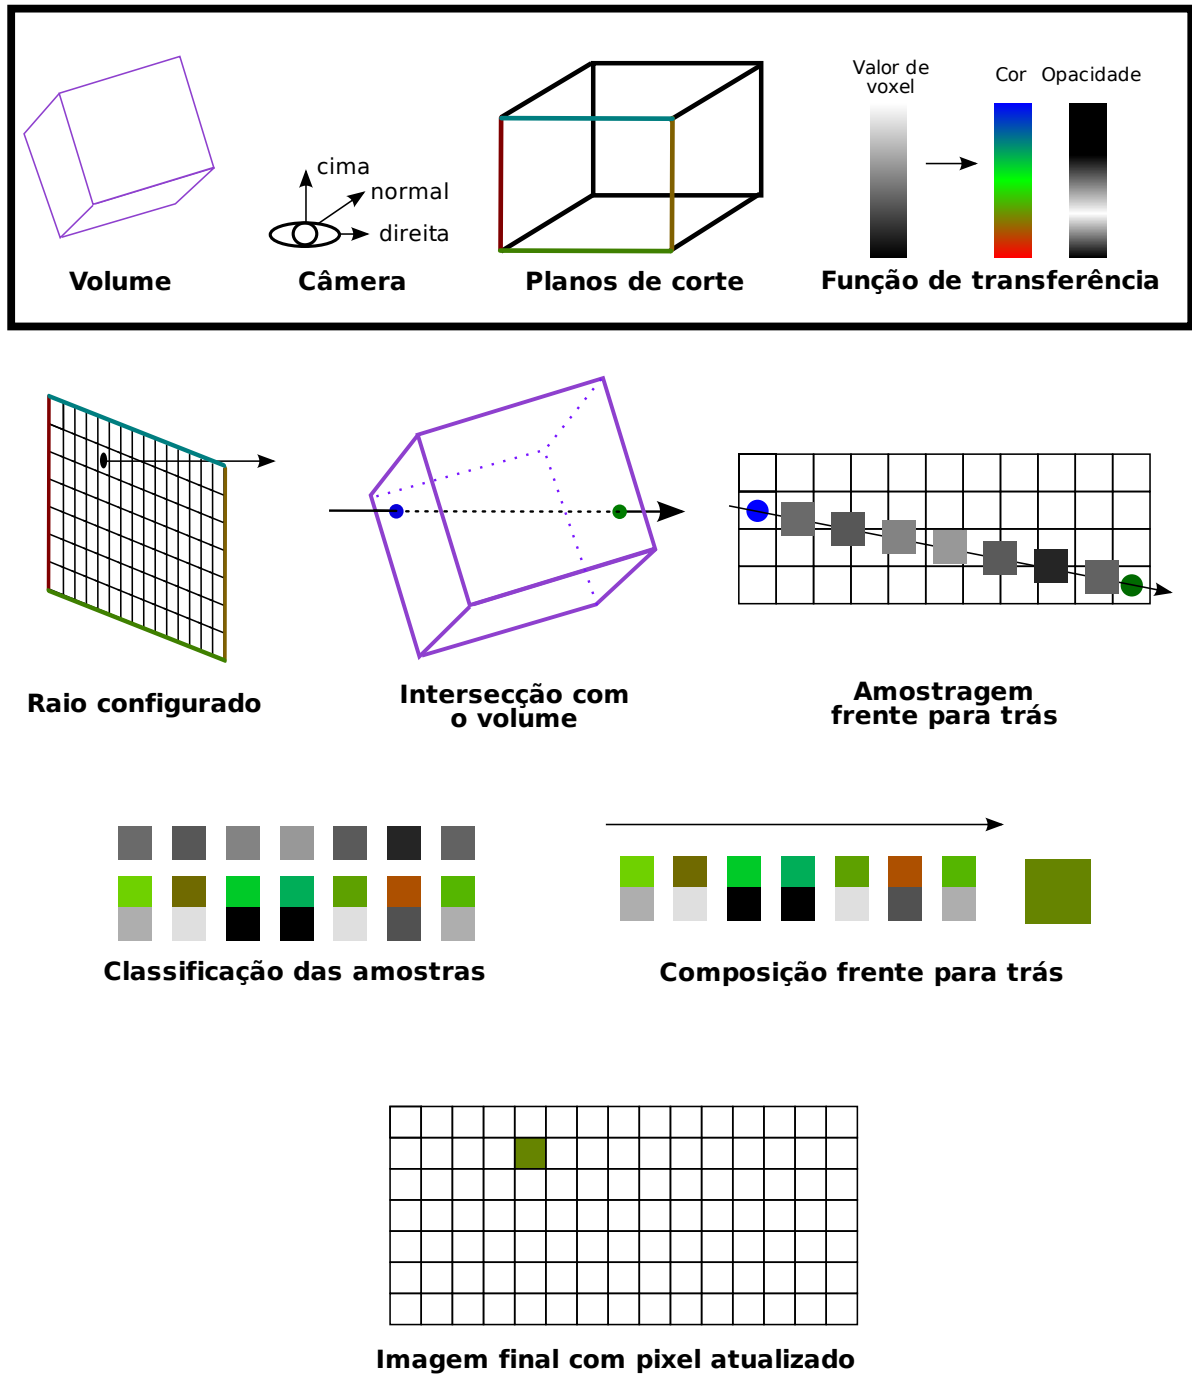 Valor de
voxel
Cor
Opacidade
cima
normal
direita
Volume
Câmera
Planos de corte
Função de transferência
Raio configurado
Intersecção com
o volume
Amostragem
frente para trás
Classificação das amostras
Composição frente para trás
Imagem final com pixel atualizado